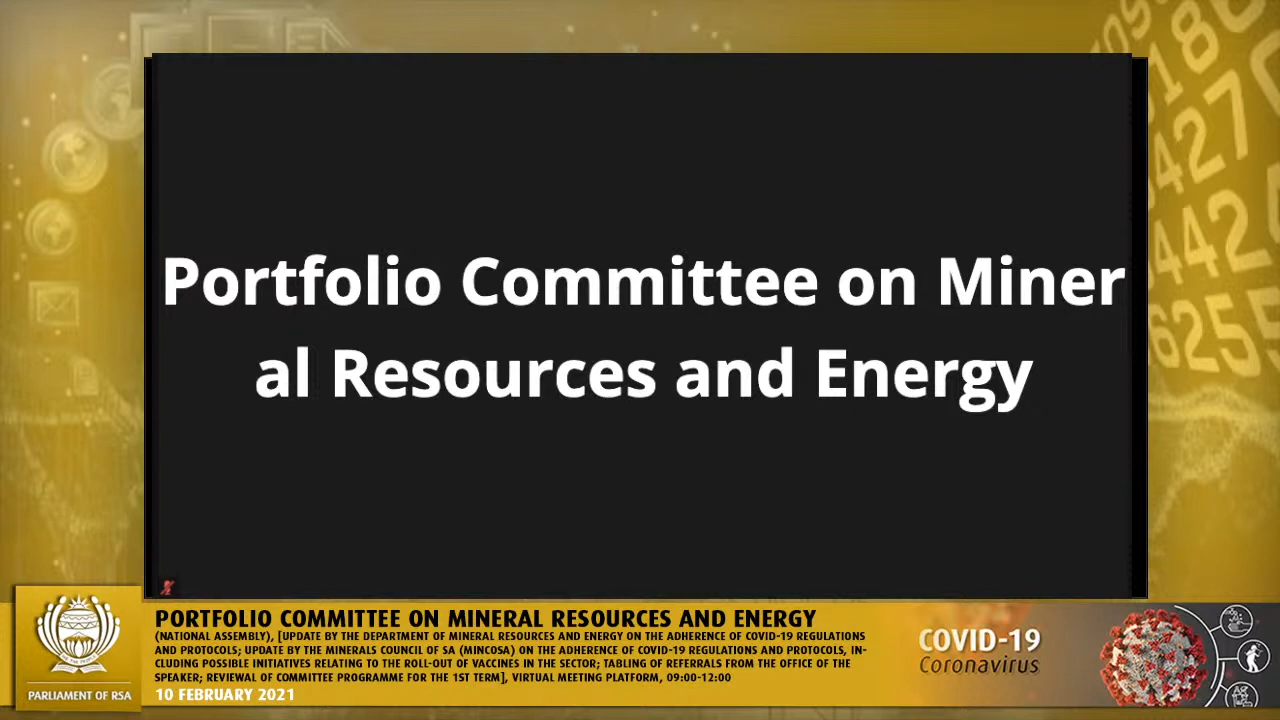 Portfolio Committee on Miner
al Resources and Energy
PORTFOLIO COMMITTEE ON MINERAL RESOURCES AND ENERGY
(NATIONAL ASSEMBLY), [UPDATE BY THE DEPARTMENT OF MINERAL RESOURCES AND ENERGY ON THE ADHERENCE OF COVID-19 REGULATIONS
AND PROTOCOLS; UPDATE BY THE MINERALS COUNCIL OF SA (MINCOSA) ON THE ADHERENCE OF COVID-19 REGULATIONS AND PROTOCOLS, IN-
CLUDING POSSIBLE INITIATIVES RELATING TO THE ROLL-OUT OF VACCINES IN THE SECTOR; TABLING OF REFERRALS FROM THE OFFICE OF THE
SPEAKER; REVIEWAL OF COMMITTEE PROGRAMME FOR THE 1ST TERM], VIRTUAL MEETING PLATFORM, 09:00-12:00
10 FEBRUARY 2021
PARLIAMENT OF RSA
COVID-19
Coronavirus
427
442
6255